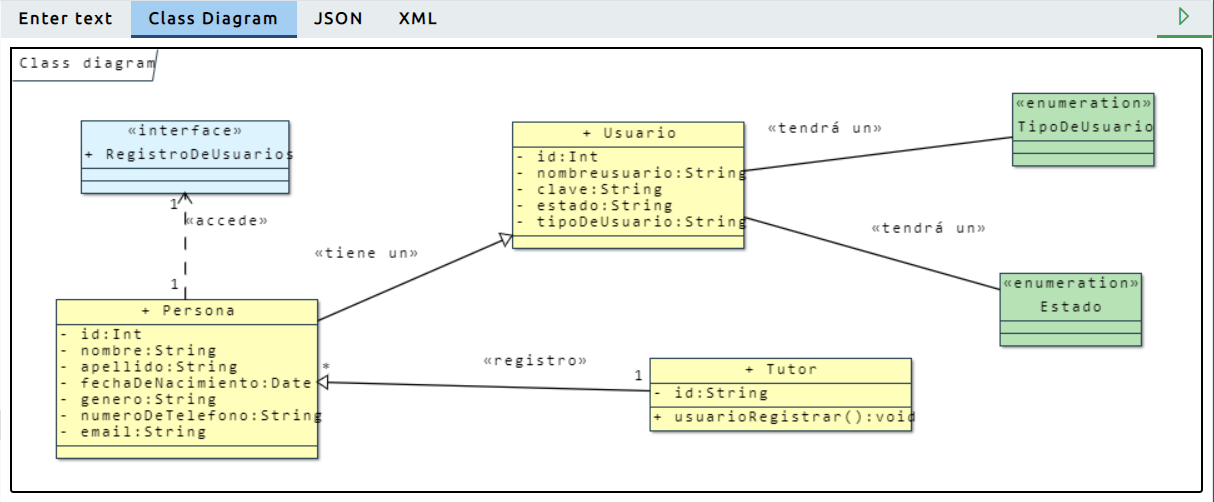 Enter text
Class Diagram
JSON
XML
Class diagram
«interface»
+ RegistroDeUsuarios
1
«accede»
1
+ Persona
- id:Int
- nombre:String
- apellido:String
- fechaDeNacimiento:Date
- genero:String
- numeroDeTelefono:String
- email:String
«tiene un»
+ Usuario
- id:Int
- nombreusuario:String
- clave:String
- estado:String
- tipoDeUsuario:String
«tendrá un»
«enumeration»
TipoDeUsuario
«tendrá un»
«enumeration»
Estado
*
«registro»
1
+ Tutor
- id:String
+ usuarioRegistrar():void